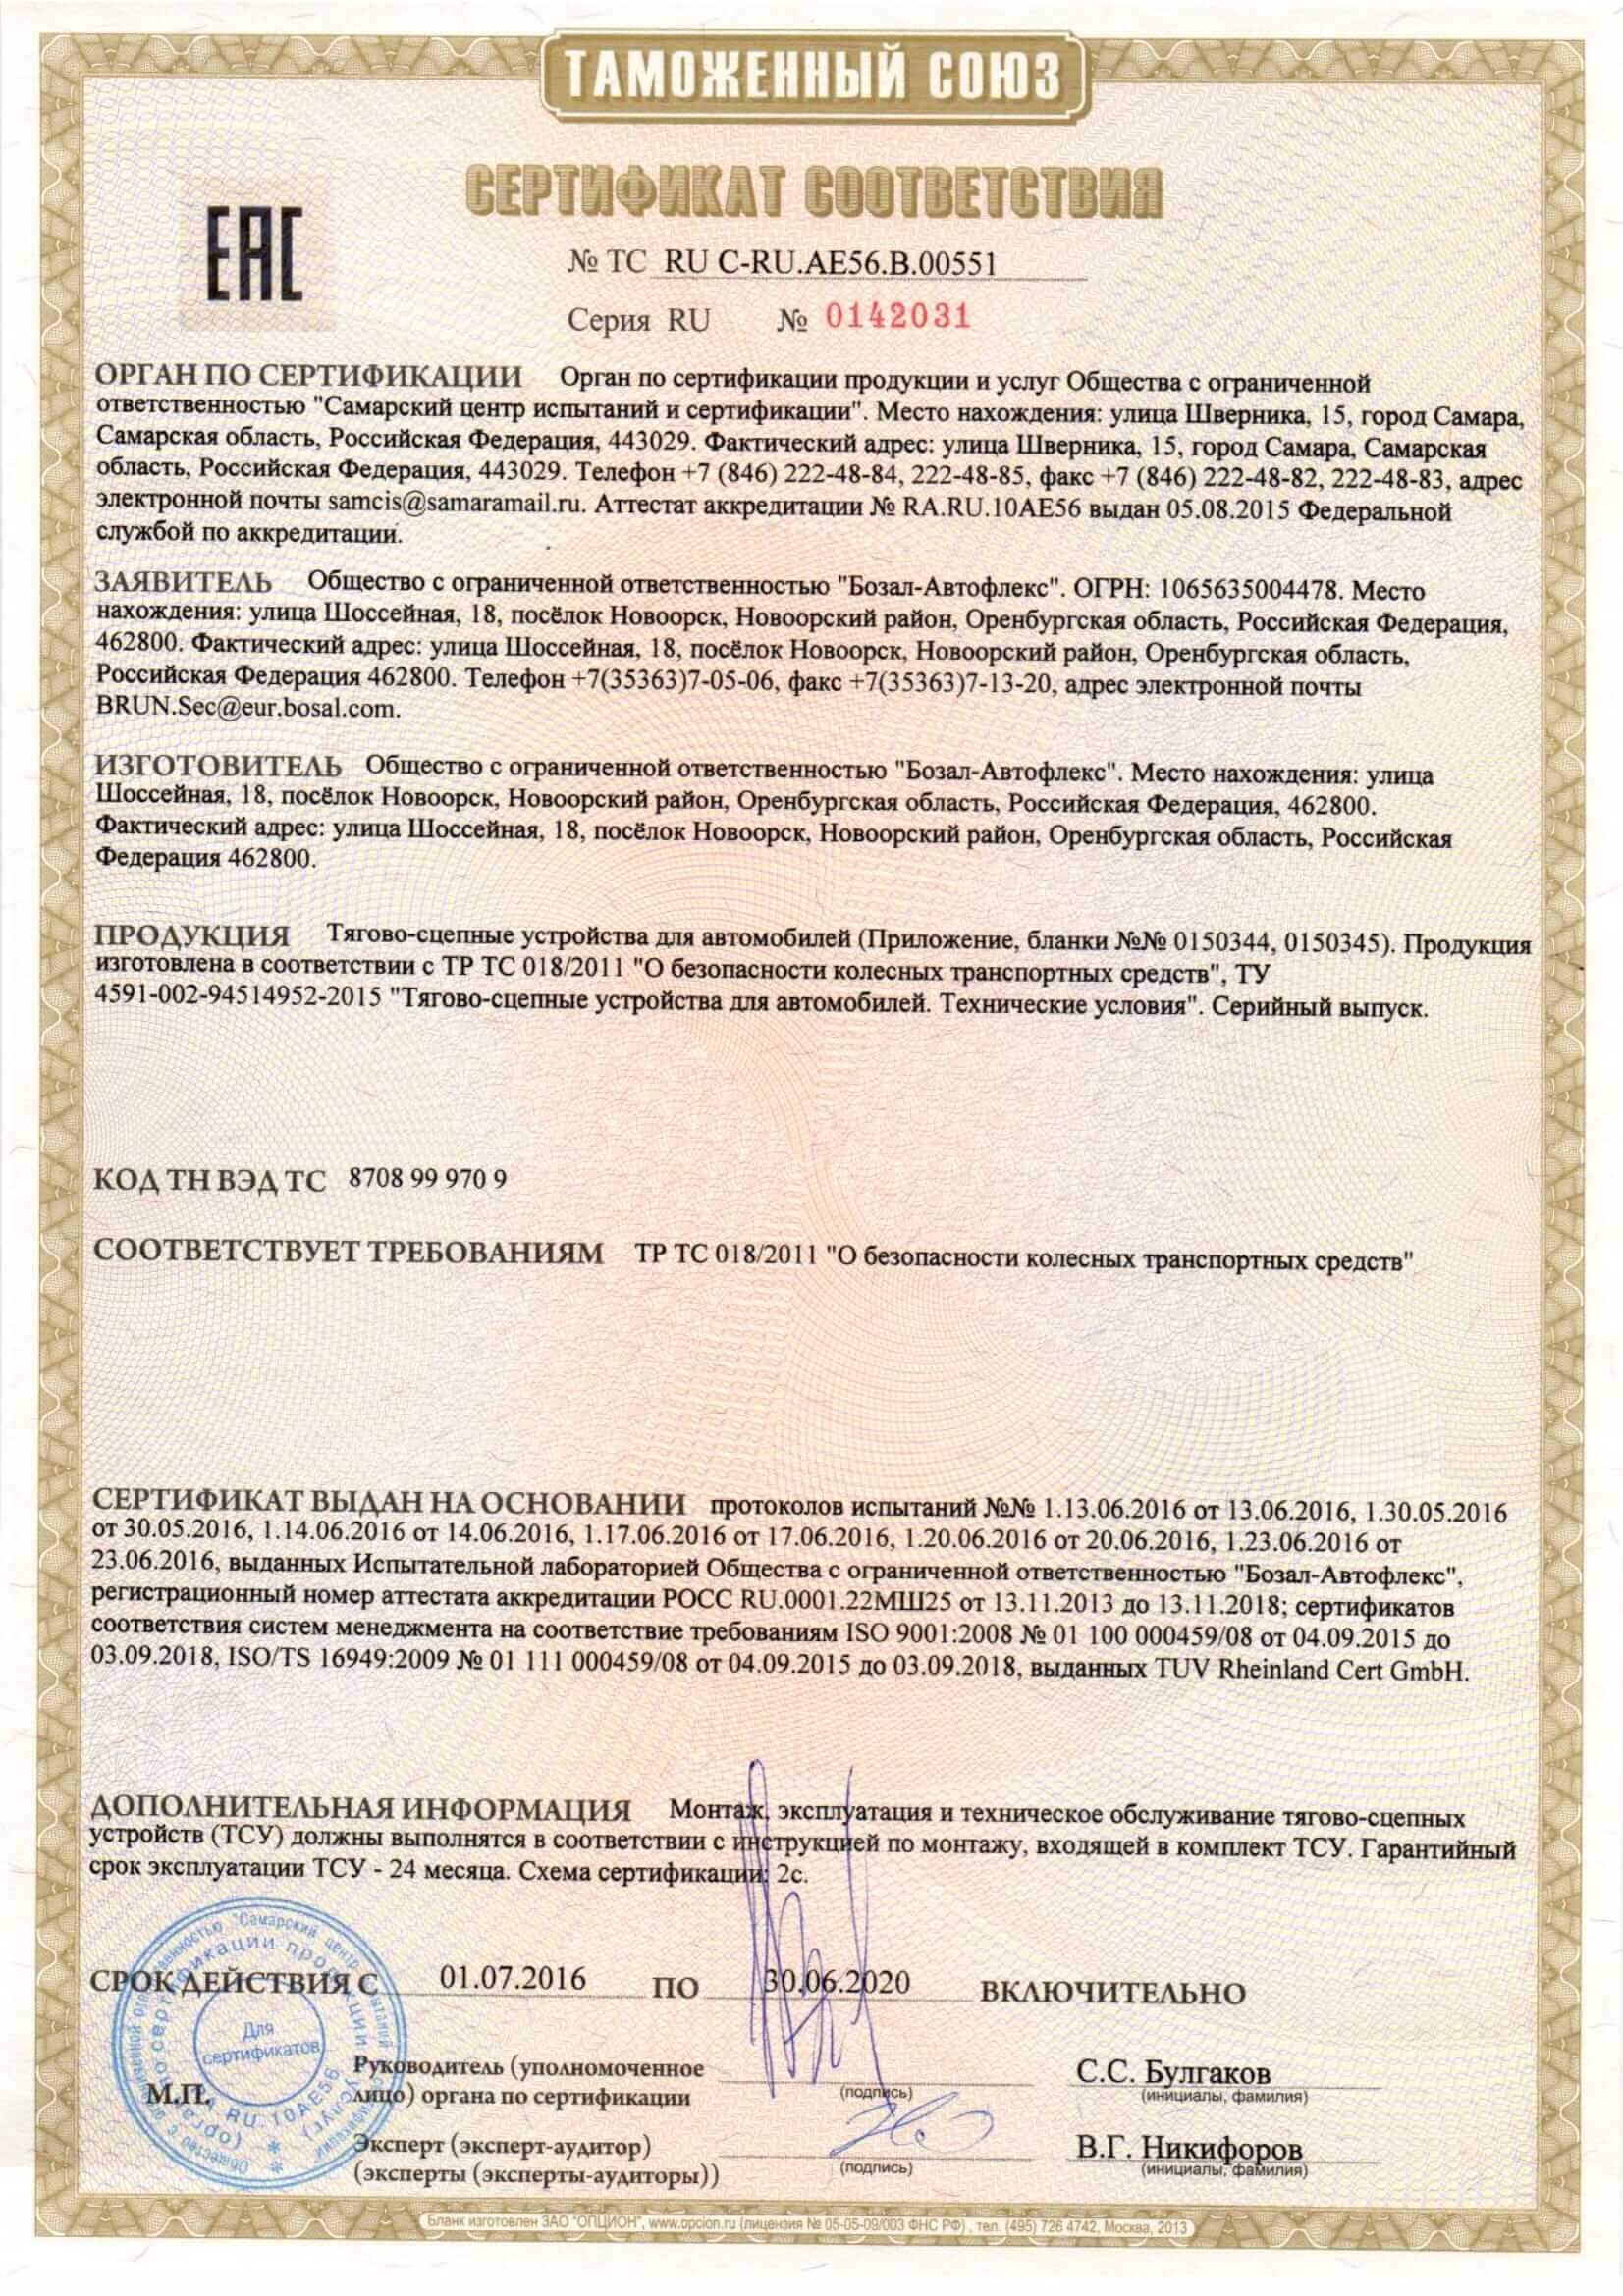 ТАМОЖЕННЫЙ СОЮЗ
СЕРТИФИКАТ СООТВЕТСТВИЯ
ЕАС
№ ТС RU С-RU.АЕ56.В.00551
Серия RU № 0142031
ОРГАН ПО СЕРТИФИКАЦИИ Орган по сертификации продукции и услуг Общества с ограниченной
ответственностью "Самарский центр испытаний и сертификации". Место нахождения: улица Шверника, 15, город Самара,
Самарская область, Российская Федерация, 443029. Фактический адрес: улица Шверника, 15, город Самара, Самарская
область, Российская Федерация, 443029. Телефон +7 (846) 222-48-84, 222-48-85, факс +7 (846) 222-48-82, 222-48-83, адрес
электронной почты samcis@samaramail.ru. Аттестат аккредитации № RA.RU.10АЕ56 выдан 05.08.2015 Федеральной
службой по аккредитации.
ЗАЯВИТЕЛЬ Общество с ограниченной ответственностью "Бозал-Автофлекс". ОГРН: 1065635004478. Место
нахождения: улица Шоссейная, 18, посёлок Новоорск, Новоорский район, Оренбургская область, Российская Федерация,
462800. Фактический адрес: улица Шоссейная, 18, посёлок Новоорск, Новоорский район, Оренбургская область,
Российская Федерация 462800. Телефон +7(35363)7-05-06, факс +7(35363)7-13-20, адрес электронной почты
BRUN.Sec@eur.bosal.com.
ИЗГОТОВИТЕЛЬ Общество с ограниченной ответственностью "Бозал-Автофлекс". Место нахождения: улица
Шоссейная, 18, посёлок Новоорск, Новоорский район, Оренбургская область, Российская Федерация, 462800.
Фактический адрес: улица Шоссейная, 18, посёлок Новоорск, Новоорский район, Оренбургская область, Российская
Федерация 462800.
ПРОДУКЦИЯ Тягово-сцепные устройства для автомобилей (Приложение, бланки №№ 0150344, 0150345). Продукция
изготовлена в соответствии с ТР ТС 018/2011 "О безопасности колесных транспортных средств", ТУ
4591-002-94514952-2015 "Тягово-сцепные устройства для автомобилей. Технические условия". Серийный выпуск.
КОД ТН ВЭД ТС 8708 99 970 9
СООТВЕТСТВУЕТ ТРЕБОВАНИЯМ ТР ТС 018/2011 "О безопасности колесных транспортных средств"
СЕРТИФИКАТ ВЫДАН НА ОСНОВАНИИ протоколов испытаний №№ 1.13.06.2016 от 13.06.2016, 1.30.05.2016
от 30.05.2016, 1.14.06.2016 от 14.06.2016, 1.17.06.2016 от 17.06.2016, 1.20.06.2016 от 20.06.2016, 1.23.06.2016 от
23.06.2016, выданных Испытательной лабораторией Общества с ограниченной ответственностью "Бозал-Автофлекс",
регистрационный номер аттестата аккредитации РОСС RU.0001.22МШ25 от 13.11.2013 до 13.11.2018; сертификатов
соответствия систем менеджмента на соответствие требованиям ISO 9001:2008 № 01 100 000459/08 от 04.09.2015 до
03.09.2018, ISO/TS 16949:2009 № 01 111 000459/08 от 04.09.2015 до 03.09.2018, выданных TUV Rheinland Cert GmbH.
ДОПОЛНИТЕЛЬНАЯ ИНФОРМАЦИЯ Монтаж, эксплуатация и техническое обслуживание тягово-сцепных
устройств (ТСУ) должны выполнятся в соответствии с инструкцией по монтажу, входящей в комплект ТСУ. Гарантийный
срок эксплуатации ТСУ - 24 месяца. Схема сертификации: 2с.
СРОК ДЕЙСТВИЯ С 01.07.2016 ПО 30.06.2020 ВКЛЮЧИТЕЛЬНО
Для
сертификатов
М.П.
Руководитель (уполномоченное
лицо) органа по сертификации
(подпись)
С.С. Булгаков
(инициалы, фамилия)
Эксперт (эксперт-аудитор)
(эксперты (эксперты-аудиторы))
(подпись)
В.Г. Никифоров
(инициалы, фамилия)
Бланк изготовлен ЗАО "ОПЦИОН", www.opcion.ru (лицензия № 05-05-09/003 ФНС РФ), тел. (495) 726 4742, Москва, 2013